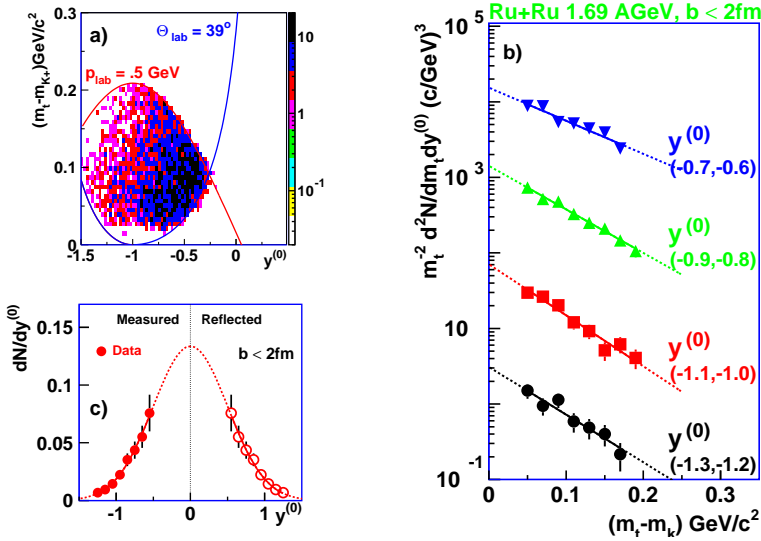 a)
Θlab = 39°
plab = .5 GeV
(mt-mK+)GeV/c²
0.3
0.2
0.1
0
-1.5
-1
-0.5
0
y(0)
10
1
10⁻¹
Ru+Ru 1.69 AGeV, b < 2fm
b)
mt⁻² d²N/dmtdy(0) (c/GeV)³
10⁵
10³
10
10⁻¹
y(0)
(-0.7,-0.6)
y(0)
(-0.9,-0.8)
y(0)
(-1.1,-1.0)
y(0)
(-1.3,-1.2)
0
0.1
0.2
0.3
(mt-mk) GeV/c²
dN/dy(0)
0.15
0.1
0.05
0
Measured
Reflected
Data
b < 2fm
c)
-1
0
1
y(0)